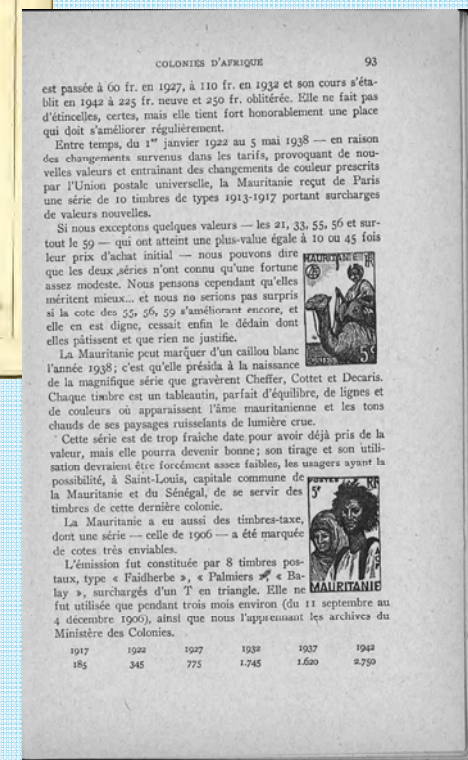 COLONIES D'AFRIQUE 93
est passée à 60 fr. en 1927, à 110 fr. en 1932 et son cours s'éta-
blit en 1942 à 225 fr. neuve et 250 fr. oblitérée. Elle ne fait pas
d'étincelles, certes, mais elle tient fort honorablement une place
qui doit s'améliorer régulièrement.
Entre temps, du 1er janvier 1922 au 5 mai 1938 — en raison
des changements survenus dans les tarifs, provoquant de nou-
velles valeurs et entraînant des changements de couleur prescrits
par l'Union postale universelle, la Mauritanie reçut de Paris
une série de 10 timbres de types 1913-1917 portant surcharges
de valeurs nouvelles.
Si nous exceptons quelques valeurs — les 21, 33, 55, 56 et sur-
tout le 59 — qui ont atteint une plus-value égale à 10 ou 45 fois
leur prix d'achat initial — nous pouvons dire
que les deux séries n'ont connu qu'une fortune
assez modeste. Nous pensons cependant qu'elles
méritent mieux... et nous ne serions pas surpris
si la cote des 55, 56, 59 s'améliorant encore, et
elle en est digne, cessait enfin le dédain dont
elles pâtissent et que rien ne justifie.
MAURITANIE
5c
La Mauritanie peut marquer d'un caillou blanc
l'année 1938 ; c'est qu'elle présida à la naissance
de la magnifique série que gravèrent Cheffer, Cottet et Decaris.
Chaque timbre est un tableautin, parfait d'équilibre, de lignes et
de couleurs où apparaissent l'âme mauritanienne et les tons
chauds de ses paysages ruisselants de lumière crue.
Cette série est de trop fraîche date pour avoir déjà pris de la
valeur, mais elle pourra devenir bonne ; son tirage et son utili-
sation devraient être forcément assez faibles, les usagers ayant la
possibilité, à Saint-Louis, capitale commune de
la Mauritanie et du Sénégal, de se servir des
timbres de cette dernière colonie.
La Mauritanie a eu aussi des timbres-taxe,
dont une série — celle de 1906 — a été marquée
de cotes très enviables.
L'émission fut constituée par 8 timbres pos-
taux, type « Faidherbe », « Palmiers », « Ba-
lay », surchargés d'un T en triangle. Elle ne
POSTES RF
5F
MAURITANIE
fut utilisée que pendant trois mois environ (du 11 septembre au
4 décembre 1906), ainsi que nous l'apprennent les archives du
Ministère des Colonies.
1917 1922 1927 1932 1937 1942
185 345 775 1.745 1.620 2.750